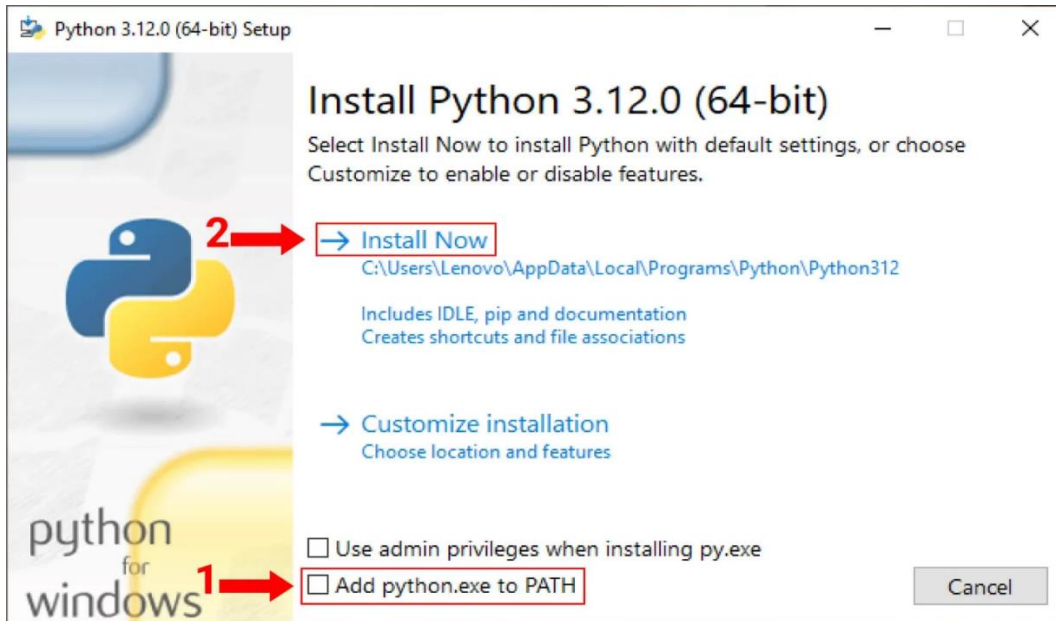 Python 3.12.0 (64-bit) Setup
Install Python 3.12.0 (64-bit)
Select Install Now to install Python with default settings, or choose
Customize to enable or disable features.
2
→ Install Now
C:\Users\Lenovo\AppData\Local\Programs\Python\Python312
Includes IDLE, pip and documentation
Creates shortcuts and file associations
→ Customize installation
Choose location and features
python
for
windows
Use admin privileges when installing py.exe
1
Add python.exe to PATH
Cancel